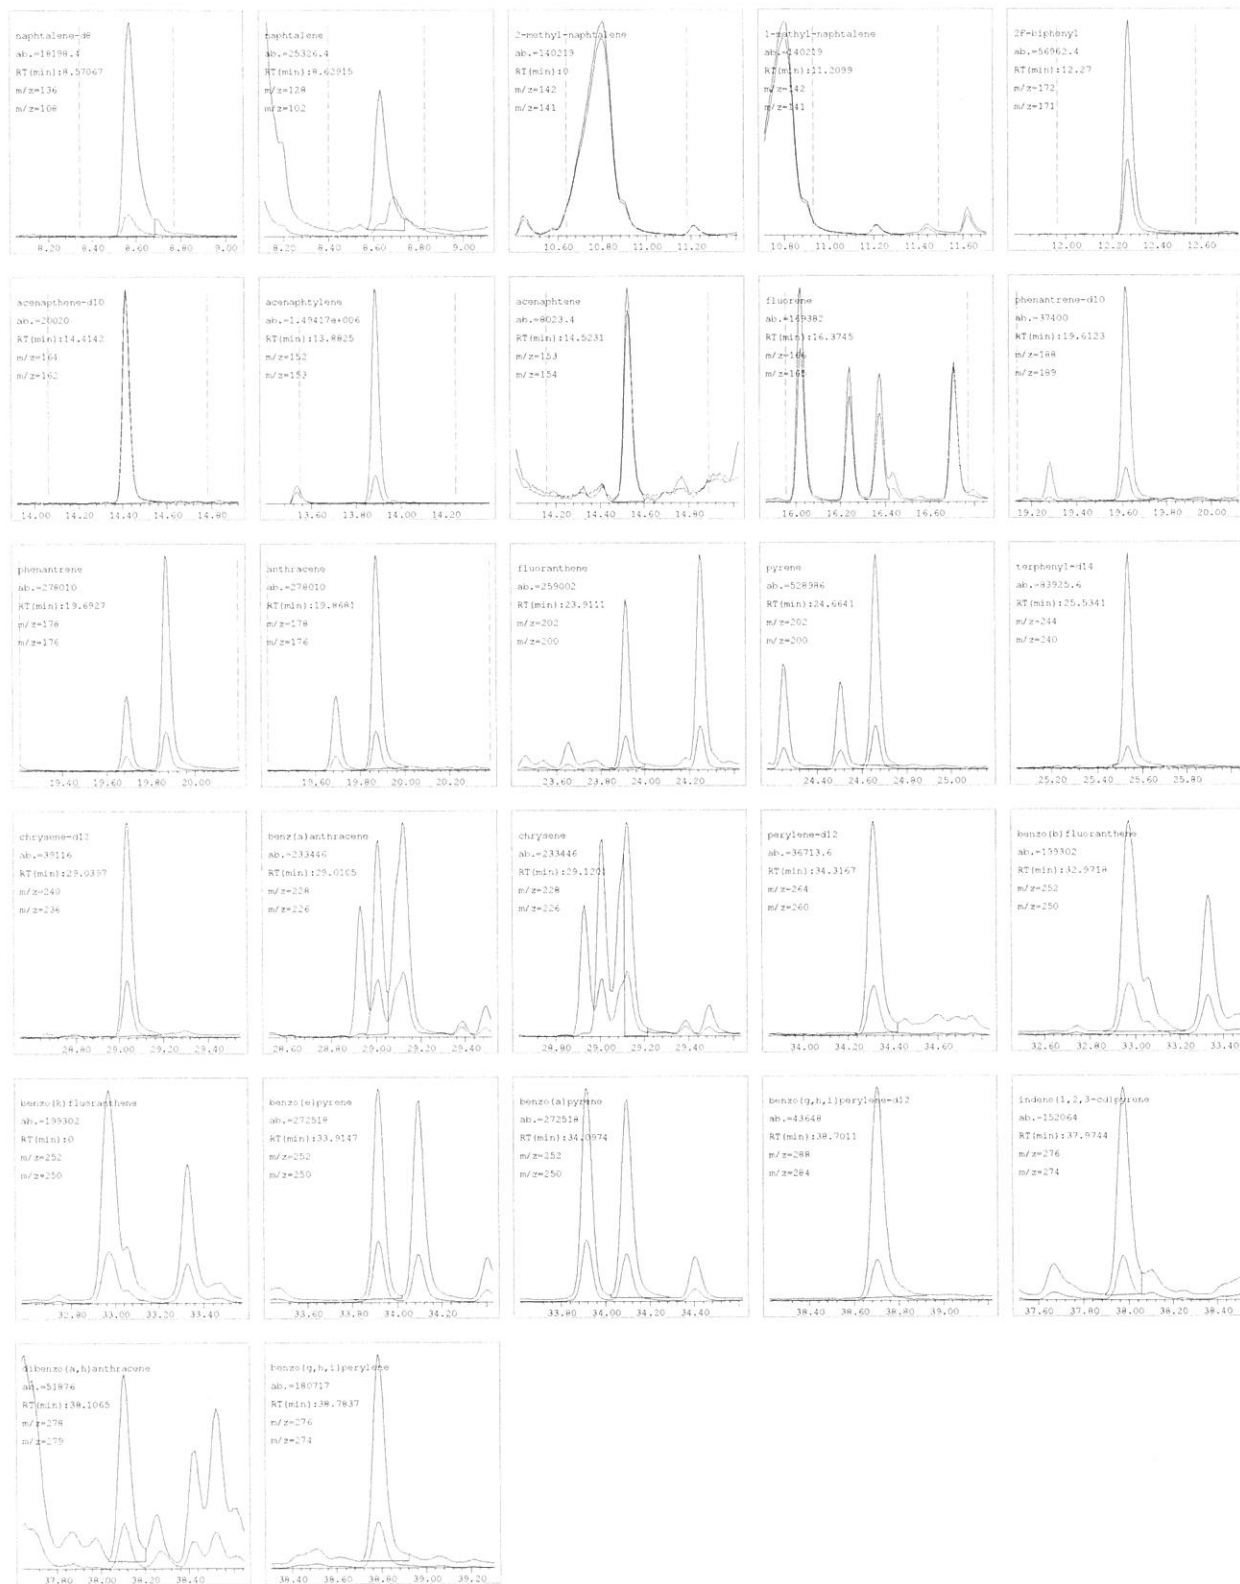 naphtalene-d8
ab.=18198.4
RT(min):8.57067
m/z=136
m/z=108
8.20 8.40 8.60 8.80 9.00
naphtalene
ab.=25326.4
RT(min):8.62915
m/z=128
m/z=102
8.20 8.40 8.60 8.80 9.00
2-methyl-naphtalene
ab.=140219
RT(min):0
m/z=142
m/z=141
10.60 10.80 11.00 11.20
1-methyl-naphtalene
ab.=140219
RT(min):11.2099
m/z=142
m/z=141
10.80 11.00 11.20 11.40 11.60
2F-biphenyl
ab.=56962.4
RT(min):12.27
m/z=172
m/z=171
12.00 12.20 12.40 12.60
acenapthene-d10
ab.=20020
RT(min):14.4142
m/z=164
m/z=162
14.00 14.20 14.40 14.60 14.80
acenaphtylene
ab.=1.49417e+006
RT(min):13.8825
m/z=152
m/z=153
13.60 13.80 14.00 14.20
acenaphtene
ab.=8023.4
RT(min):14.5231
m/z=153
m/z=154
14.20 14.40 14.60 14.80
fluorene
ab.=149382
RT(min):16.3745
m/z=166
m/z=165
16.00 16.20 16.40 16.60
phenantrene-d10
ab.=37400
RT(min):19.6123
m/z=188
m/z=189
19.20 19.40 19.60 19.80 20.00
phenantrene
ab.=278010
RT(min):19.6927
m/z=178
m/z=176
19.40 19.60 19.80 20.00
anthracene
ab.=278010
RT(min):19.8681
m/z=178
m/z=176
19.60 19.80 20.00 20.20
fluoranthene
ab.=259002
RT(min):23.9111
m/z=202
m/z=200
23.60 23.80 24.00 24.20
pyrene
ab.=528986
RT(min):24.6641
m/z=202
m/z=200
24.40 24.60 24.80 25.00
terphenyl-d14
ab.=83925.6
RT(min):25.5341
m/z=244
m/z=240
25.20 25.40 25.60 25.80
chrysene-d12
ab.=39116
RT(min):29.0397
m/z=240
m/z=236
28.80 29.00 29.20 29.40
benz(a)anthracene
ab.=233446
RT(min):29.0105
m/z=228
m/z=226
28.60 28.80 29.00 29.20 29.40
chrysene
ab.=233446
RT(min):29.1201
m/z=228
m/z=226
28.80 29.00 29.20 29.40
perylene-d12
ab.=36713.6
RT(min):34.3167
m/z=264
m/z=260
34.00 34.20 34.40 34.60
benzo(b)fluoranthene
ab.=199302
RT(min):32.9718
m/z=252
m/z=250
32.60 32.80 33.00 33.20 33.40
benzo(k)fluoranthene
ab.=199302
RT(min):0
m/z=252
m/z=250
32.80 33.00 33.20 33.40
benzo(e)pyrene
ab.=272518
RT(min):33.9147
m/z=252
m/z=250
33.60 33.80 34.00 34.20
benzo(a)pyrene
ab.=272518
RT(min):34.0974
m/z=252
m/z=250
33.80 34.00 34.20 34.40
benzo(g,h,i)perylene-d12
ab.=43648
RT(min):38.7011
m/z=288
m/z=284
38.40 38.60 38.80 39.00
indeno(1,2,3-cd)pyrene
ab.=152064
RT(min):37.9744
m/z=276
m/z=274
37.60 37.80 38.00 38.20 38.40
dibenzo(a,h)anthracene
ab.=51876
RT(min):38.1065
m/z=278
m/z=279
37.80 38.00 38.20 38.40
benzo(g,h,i)perylene
ab.=180717
RT(min):38.7837
m/z=276
m/z=274
38.40 38.60 38.80 39.00 39.20